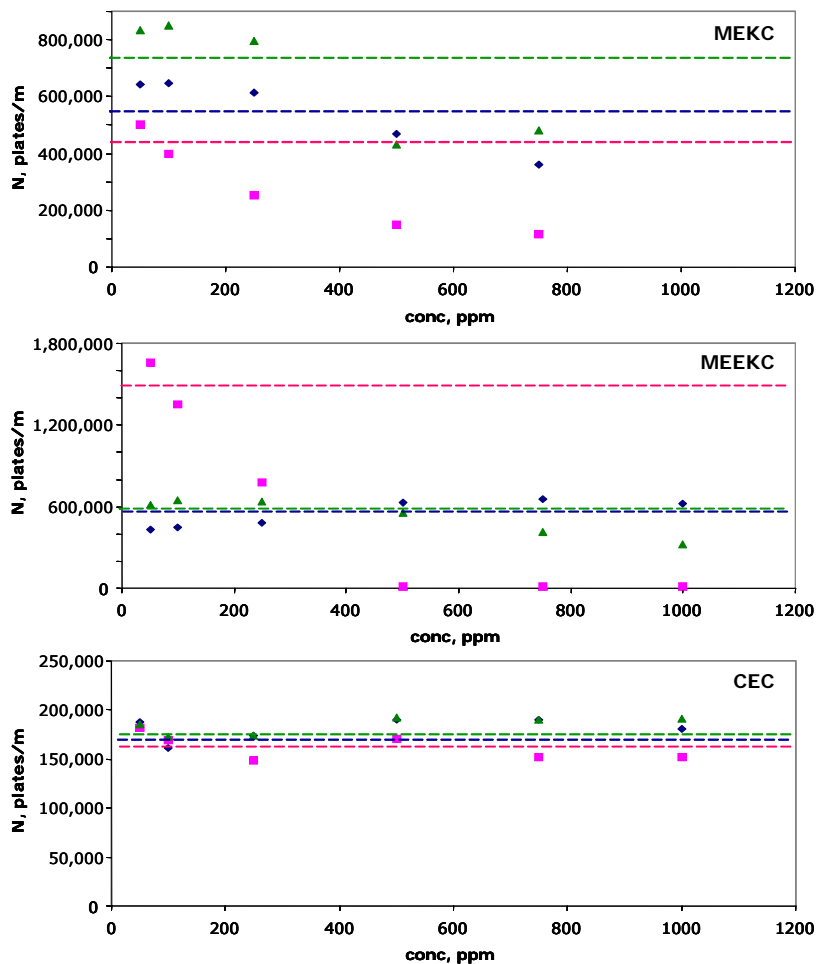 MEKC
800,000
600,000
400,000
200,000
0
N, plates/m
0 200 400 600 800 1000 1200
conc, ppm
MEEKC
1,800,000
1,200,000
600,000
0
N, plates/m
0 200 400 600 800 1000 1200
conc, ppm
CEC
250,000
200,000
150,000
100,000
50,000
0
N, plates/m
0 200 400 600 800 1000 1200
conc, ppm